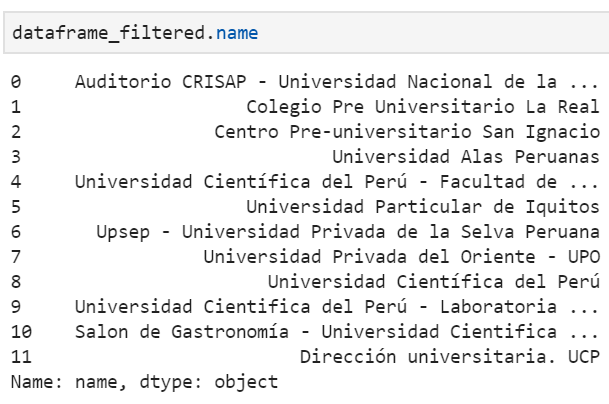 dataframe_filtered.name
0 Auditorio CRISAP - Universidad Nacional de la ...
1 Colegio Pre Universitario La Real
2 Centro Pre-universitario San Ignacio
3 Universidad Alas Peruanas
4 Universidad Científica del Perú - Facultad de ...
5 Universidad Particular de Iquitos
6 Upsep - Universidad Privada de la Selva Peruana
7 Universidad Privada del Oriente - UPO
8 Universidad Científica del Perú
9 Universidad Cientifica del Perú - Laboratoria ...
10 Salon de Gastronomía - Universidad Cientifica ...
11 Dirección universitaria. UCP
Name: name, dtype: object